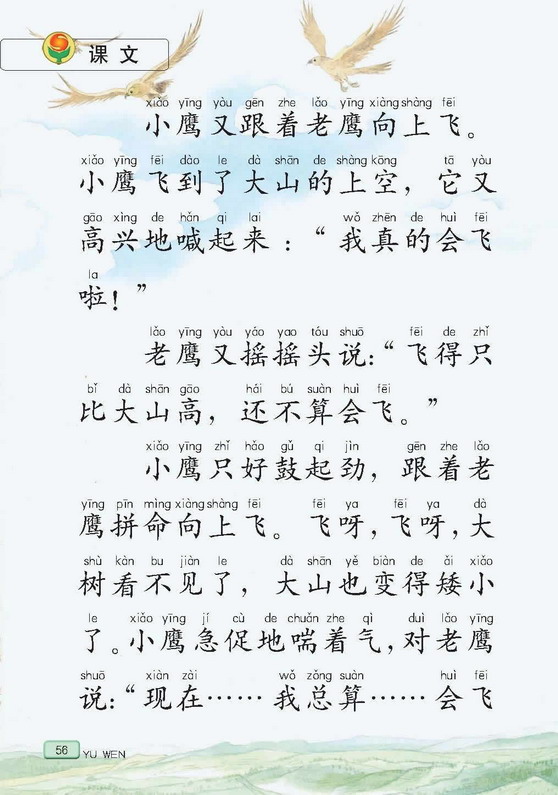 课文
xiǎo yīng yòu gēn zhe lǎo yīng xiàng shàng fēi
小鹰又跟着老鹰向上飞。
xiǎo yīng fēi dào le dà shān de shàng kōng tā yòu
小鹰飞到了大山的上空，它又
gāo xìng de hǎn qi lai wǒ zhēn de huì fēi
高兴地喊起来：“我真的会飞
la
啦！”
lǎo yīng yòu yáo yao tóu shuō fēi de zhǐ
老鹰又摇摇头说：“飞得只
bǐ dà shān gāo hái bú suàn huì fēi
比大山高，还不算会飞。”
xiǎo yīng zhǐ hǎo gǔ qi jìn gēn zhe lǎo
小鹰只好鼓起劲，跟着老
yīng pīn mìng xiàng shàng fēi fēi ya fēi ya dà
鹰拼命向上飞。飞呀，飞呀，大
shù kàn bu jiàn le dà shān yě biàn de ǎi xiǎo
树看不见了，大山也变得矮小
le xiǎo yīng jí cù de chuǎn zhe qì duì lǎo yīng
了。小鹰急促地喘着气，对老鹰
shuō xiàn zài wǒ zǒng suàn huì fēi
说：“现在……我总算……会飞
56 YU WEN